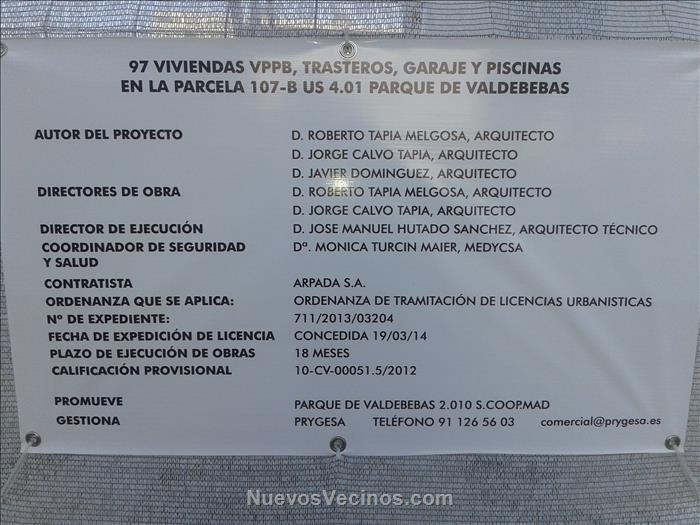 97 VIVIENDAS VPPB, TRASTEROS, GARAJE Y PISCINAS
EN LA PARCELA 107-B US 4.01 PARQUE DE VALDEBEBAS
AUTOR DEL PROYECTO D. ROBERTO TAPIA MELGOSA, ARQUITECTO
D. JORGE CALVO TAPIA, ARQUITECTO
D. JAVIER DOMINGUEZ, ARQUITECTO
DIRECTORES DE OBRA D. ROBERTO TAPIA MELGOSA, ARQUITECTO
D. JORGE CALVO TAPIA, ARQUITECTO
DIRECTOR DE EJECUCIÓN D. JOSE MANUEL HUTADO SANCHEZ, ARQUITECTO TÉCNICO
COORDINADOR DE SEGURIDAD Dª. MONICA TURCIN MAIER, MEDYCSA
Y SALUD
CONTRATISTA ARPADA S.A.
ORDENANZA QUE SE APLICA: ORDENANZA DE TRAMITACIÓN DE LICENCIAS URBANISTICAS
Nº DE EXPEDIENTE: 711/2013/03204
FECHA DE EXPEDICIÓN DE LICENCIA CONCEDIDA 19/03/14
PLAZO DE EJECUCIÓN DE OBRAS 18 MESES
CALIFICACIÓN PROVISIONAL 10-CV-00051.5/2012
PROMUEVE PARQUE DE VALDEBEBAS 2.010 S.COOP.MAD
GESTIONA PRYGESA TELÉFONO 91 126 56 03 comercial@prygesa.es
NuevosVecinos.com